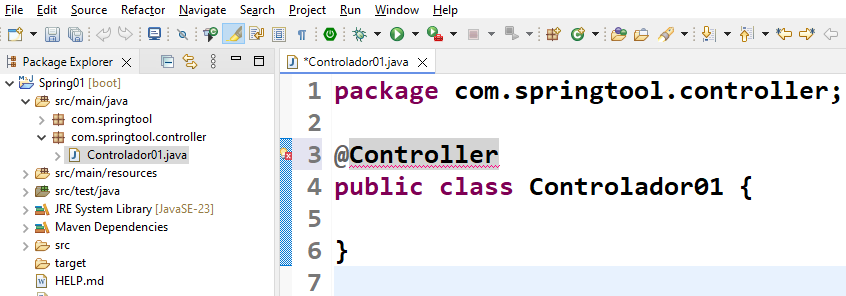 File Edit Source Refactor Navigate Search Project Run Window Help
Package Explorer
Spring01 [boot]
src/main/java
com.springtool
com.springtool.controller
Controlador01.java
src/main/resources
src/test/java
JRE System Library [JavaSE-23]
Maven Dependencies
src
target
HELP.md
*Controlador01.java
1 package com.springtool.controller;
2
3 @Controller
4 public class Controlador01 {
5
6 }
7